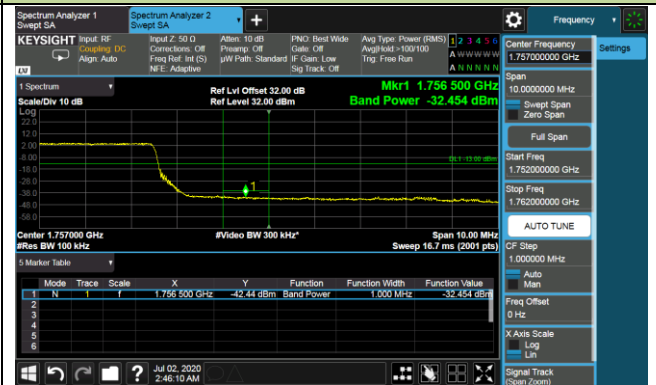 Spectrum Analyzer 1
Swept SA
Spectrum Analyzer 2
Swept SA
+
Frequency
KEYSIGHT
Input: RF
Coupling: DC
Align: Auto
Input Z: 50 Ω
Corrections: Off
Freq Ref: Int (S)
NFE: Adaptive
Atten: 10 dB
Preamp: Off
µW Path: Standard
PNO: Best Wide
Gate: Off
IF Gain: Low
Sig Track: Off
Avg Type: Power (RMS)
Avg|Hold:>100/100
Trig: Free Run
1 2 3 4 5 6
A W W W W W
A N N N N N
LXI
1 Spectrum
Scale/Div 10 dB
Ref Lvl Offset 32.00 dB
Ref Level 32.00 dBm
Mkr1 1.756 500 GHz
Band Power -32.454 dBm
Log
22.0
12.0
2.00
-8.00
-18.0
-28.0
-38.0
-48.0
-58.0
DL1 -13.00 dBm
1
Center 1.757000 GHz
#Res BW 100 kHz
#Video BW 300 kHz*
Span 10.00 MHz
Sweep 16.7 ms (2001 pts)
5 Marker Table
Mode Trace Scale X Y Function Function Width Function Value
1 N 1 f 1.756 500 GHz -42.44 dBm Band Power 1.000 MHz -32.454 dBm
2
3
4
5
6
Jul 02, 2020
2:46:10 AM
Center Frequency
1.757000000 GHz
Span
10.0000000 MHz
Swept Span
Zero Span
Full Span
Start Freq
1.752000000 GHz
Stop Freq
1.762000000 GHz
AUTO TUNE
CF Step
1.000000 MHz
Auto
Man
Freq Offset
0 Hz
X Axis Scale
Log
Lin
Signal Track
(Span Zoom)
Settings